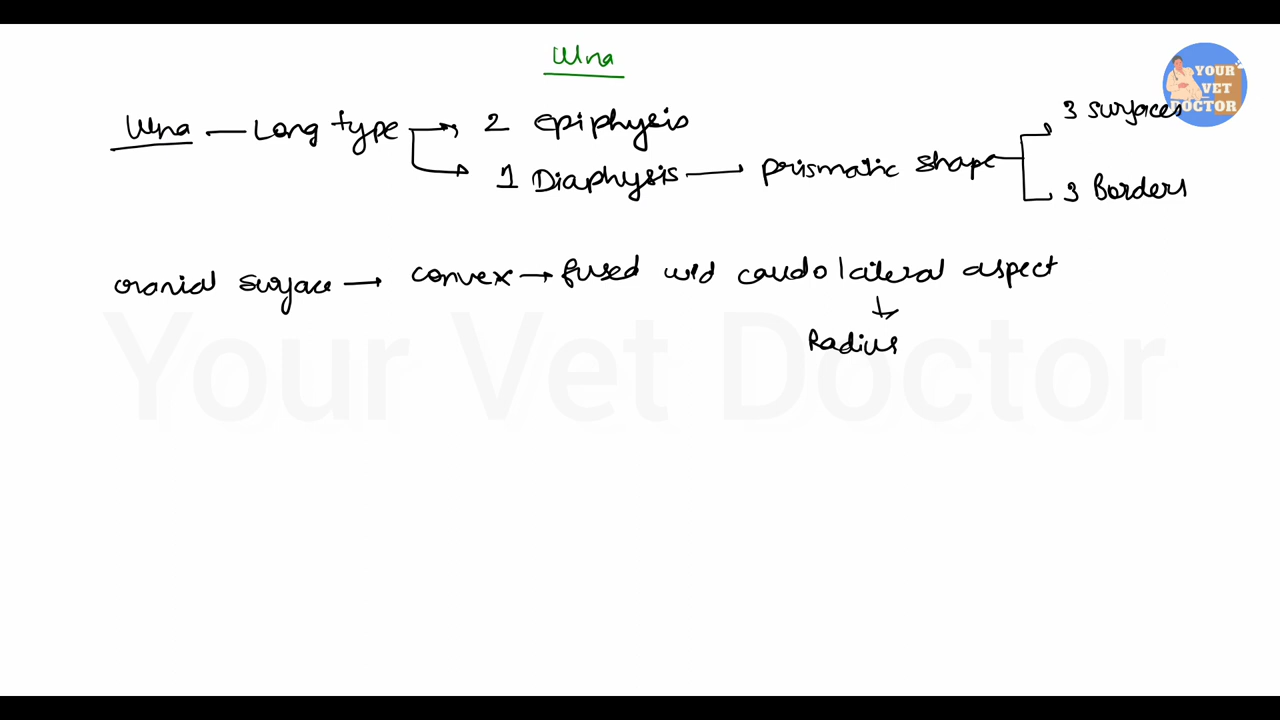 Ulna
YOUR
VET
DOCTOR
Ulna — Long type → 2 epiphysis
→ 1 Diaphysis — prismatic shape
3 surfaces
3 Borders
cranial surface → convex → fused wid caudolateral aspect
↓
Radius
Your Vet Doctor